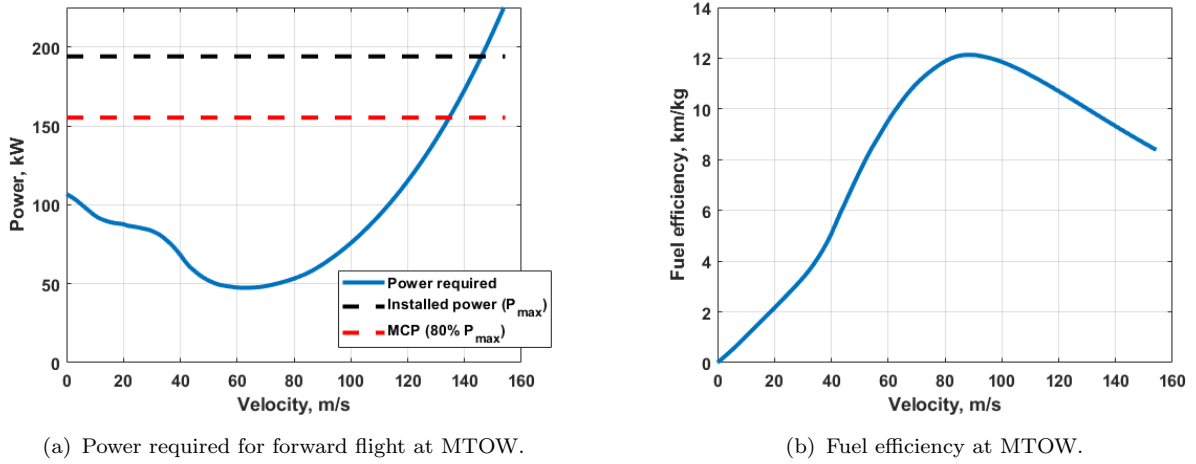 200
150
100
50
0
Power, kW
0 20 40 60 80 100 120 140 160
Velocity, m/s
Power required
Installed power (P_max)
MCP (80% P_max)
(a) Power required for forward flight at MTOW.
14
12
10
8
6
4
2
0
Fuel efficiency, km/kg
0 20 40 60 80 100 120 140 160
Velocity, m/s
(b) Fuel efficiency at MTOW.